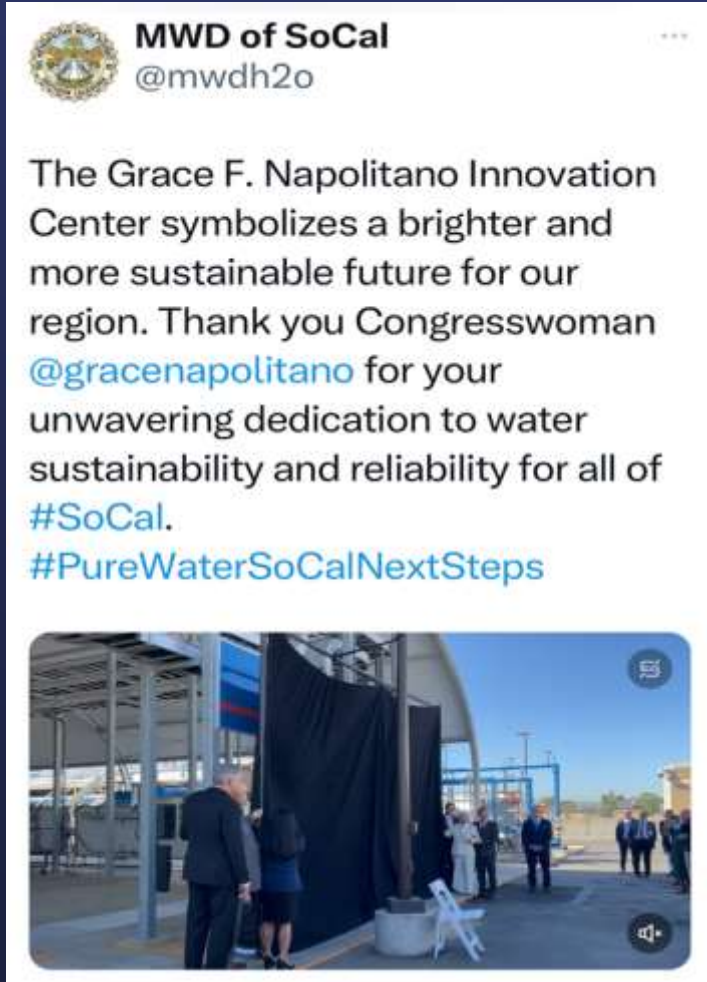 MWD of SoCal
@mwdh2o
The Grace F. Napolitano Innovation
Center symbolizes a brighter and
more sustainable future for our
region. Thank you Congresswoman
@gracenapolitano for your
unwavering dedication to water
sustainability and reliability for all of
#SoCal.
#PureWaterSoCalNextSteps